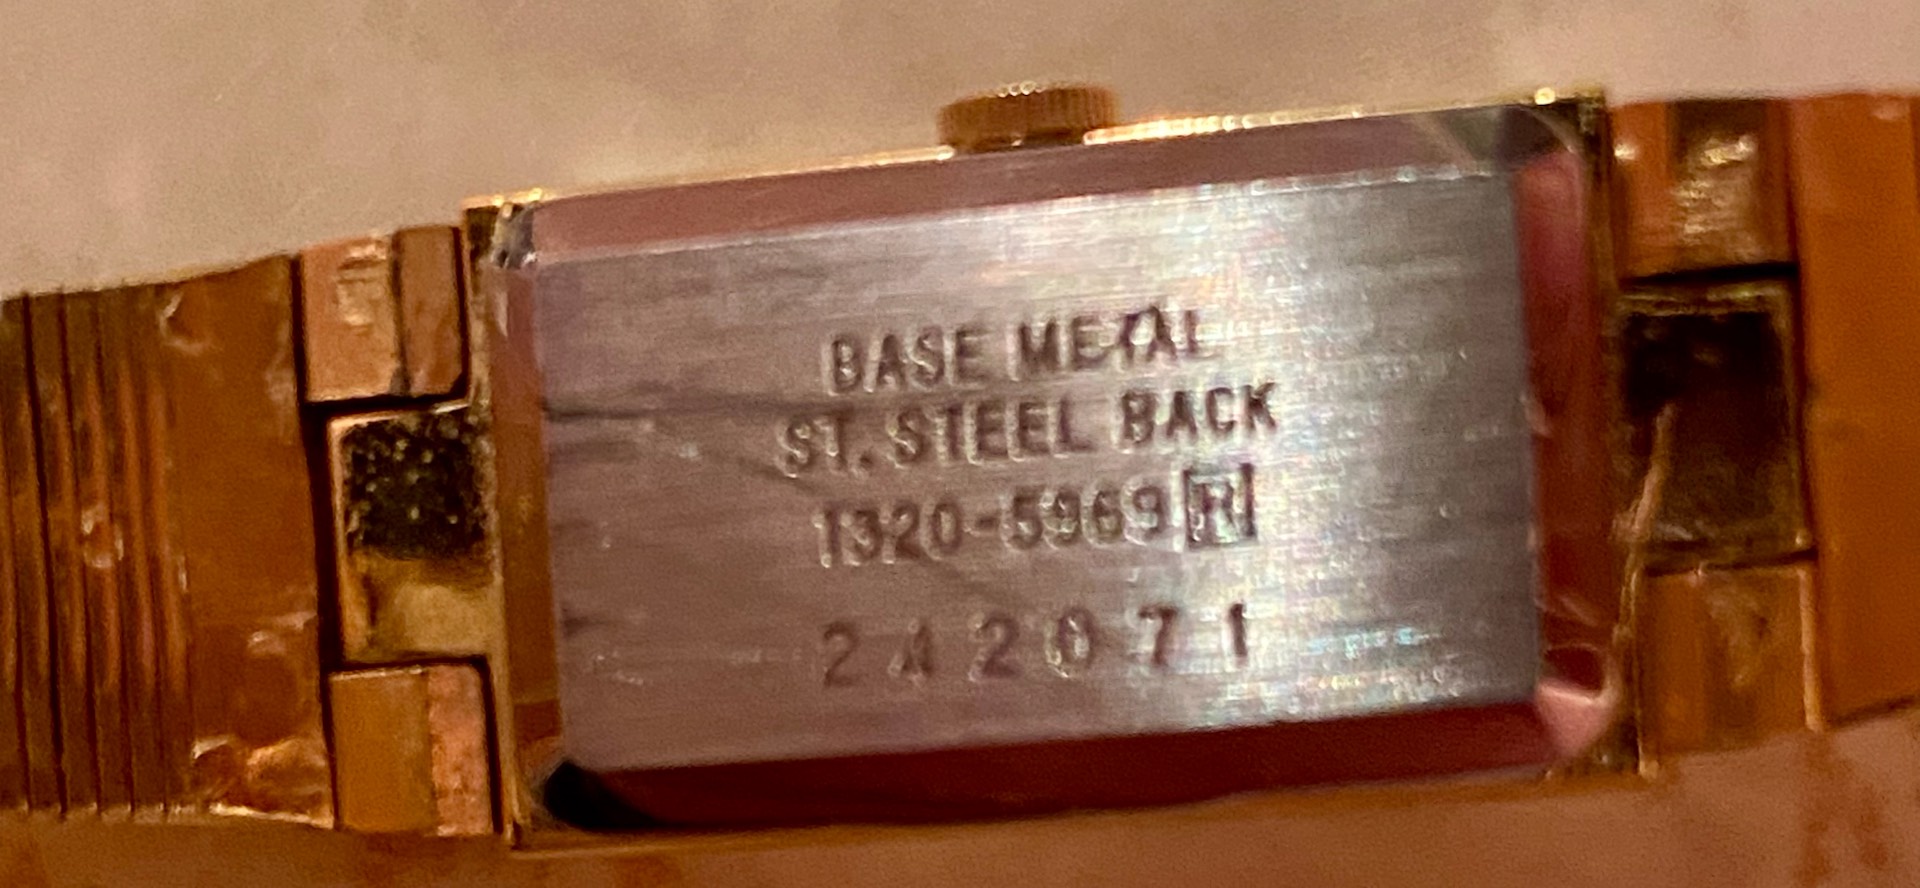 BASE METAL
ST. STEEL BACK
1320-5969 R
242071